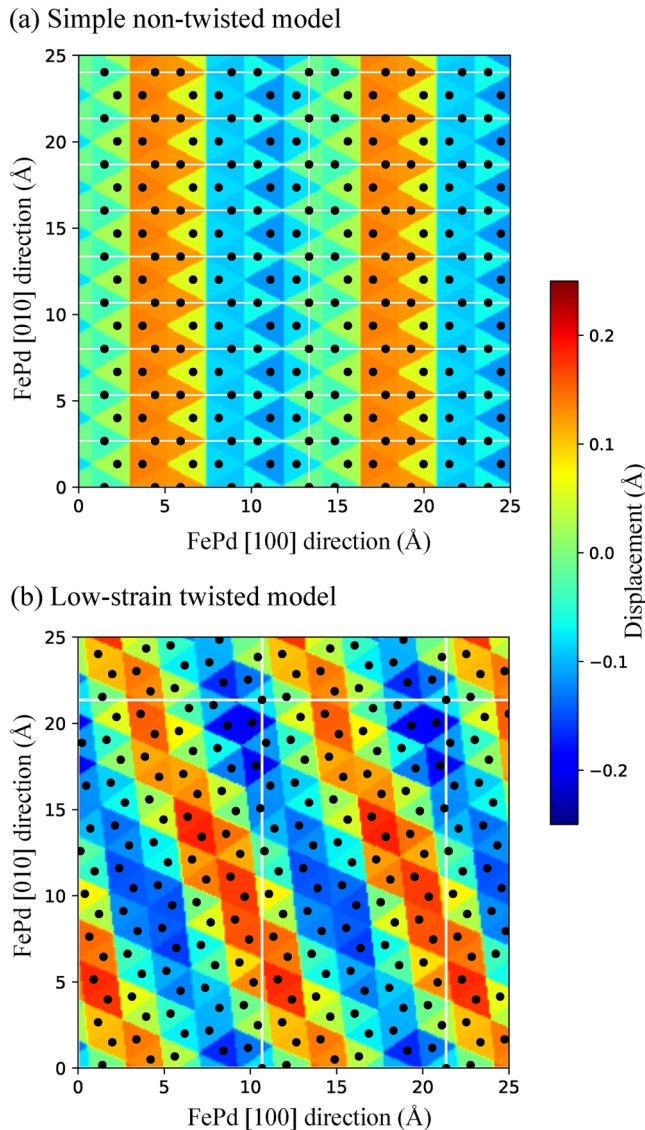 (a) Simple non-twisted model
25
20
15
10
5
0
0 5 10 15 20 25
FePd [010] direction (Å)
FePd [100] direction (Å)
(b) Low-strain twisted model
25
20
15
10
5
0
0 5 10 15 20 25
FePd [010] direction (Å)
FePd [100] direction (Å)
0.2
0.1
0.0
−0.1
−0.2
Displacement (Å)